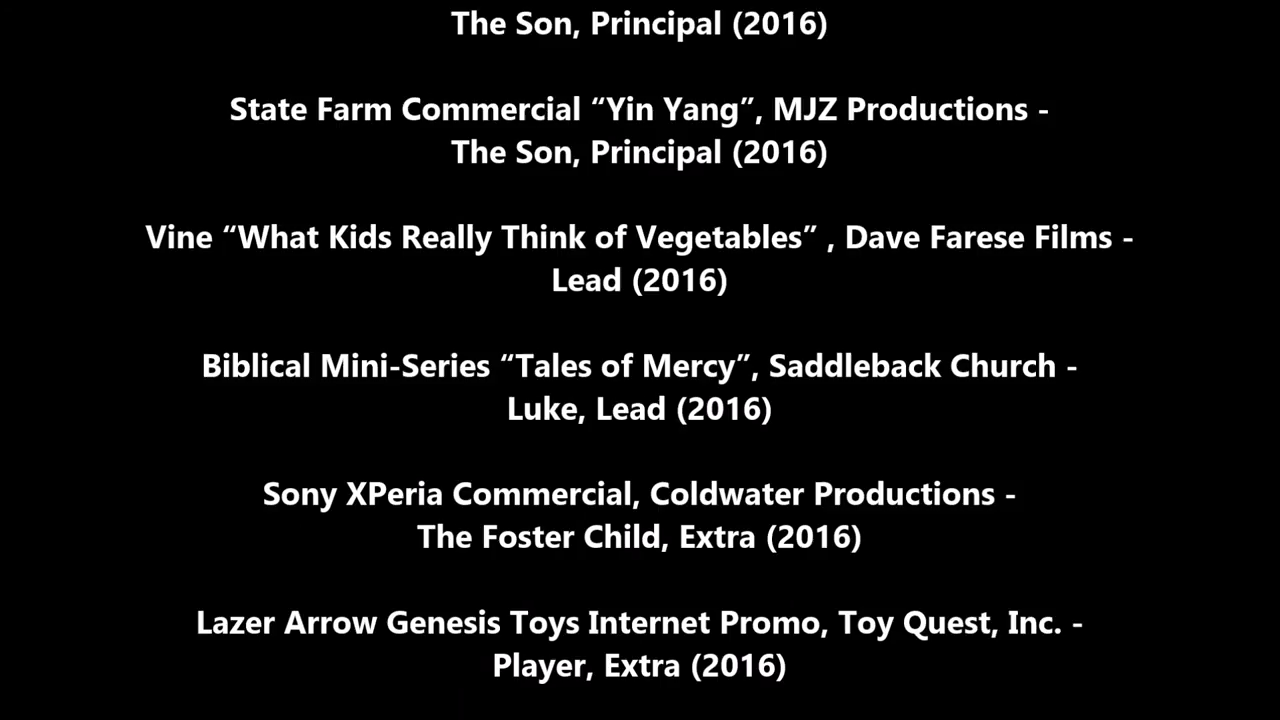 The Son, Principal (2016)
State Farm Commercial “Yin Yang”, MJZ Productions -
The Son, Principal (2016)
Vine “What Kids Really Think of Vegetables” , Dave Farese Films -
Lead (2016)
Biblical Mini-Series “Tales of Mercy”, Saddleback Church -
Luke, Lead (2016)
Sony XPeria Commercial, Coldwater Productions -
The Foster Child, Extra (2016)
Lazer Arrow Genesis Toys Internet Promo, Toy Quest, Inc. -
Player, Extra (2016)